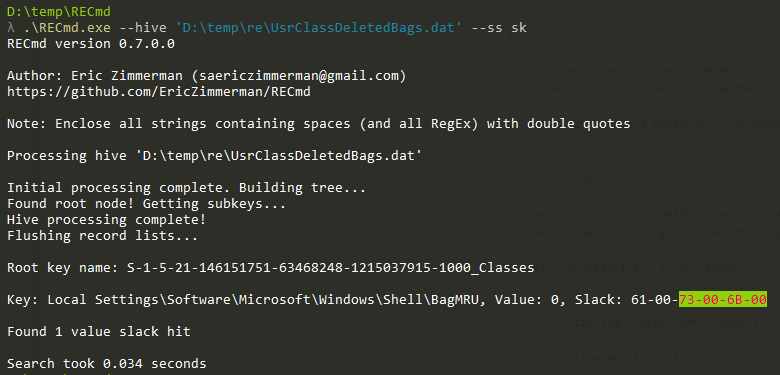 D:\temp\RECmd
λ .\RECmd.exe --hive 'D:\temp\re\UsrClassDeletedBags.dat' --ss sk
RECmd version 0.7.0.0
Author: Eric Zimmerman (saericzimmerman@gmail.com)
https://github.com/EricZimmerman/RECmd
Note: Enclose all strings containing spaces (and all RegEx) with double quotes
Processing hive 'D:\temp\re\UsrClassDeletedBags.dat'
Initial processing complete. Building tree...
Found root node! Getting subkeys...
Hive processing complete!
Flushing record lists...
Root key name: S-1-5-21-146151751-63468248-1215037915-1000_Classes
Key: Local Settings\Software\Microsoft\Windows\Shell\BagMRU, Value: 0, Slack: 61-00-73-00-6B-00
Found 1 value slack hit
Search took 0.034 seconds